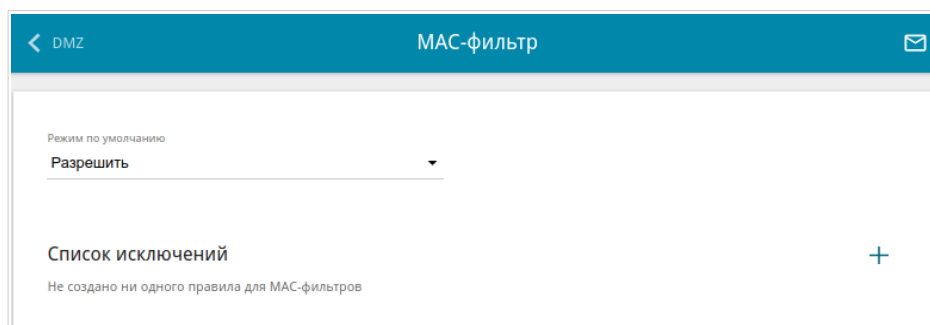 DMZ
MAC-фильтр
Режим по умолчанию
Разрешить
Список исключений
Не создано ни одного правила для MAC-фильтров